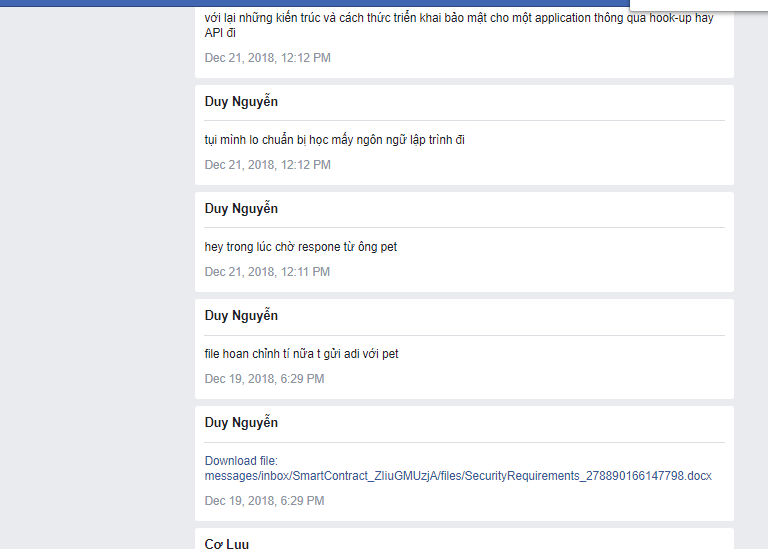 với lại những kiến trúc và cách thức triển khai bảo mật cho một application thông qua hook-up hay
API đi
Dec 21, 2018, 12:12 PM
Duy Nguyễn
tụi mình lo chuẩn bị học mấy ngôn ngữ lập trình đi
Dec 21, 2018, 12:12 PM
Duy Nguyễn
hey trong lúc chờ respone từ ông pet
Dec 21, 2018, 12:11 PM
Duy Nguyễn
file hoan chỉnh tí nữa t gửi adi với pet
Dec 19, 2018, 6:29 PM
Duy Nguyễn
Download file:
messages/inbox/SmartContract_ZIiuGMUzjA/files/SecurityRequirements_278890166147798.docx
Dec 19, 2018, 6:29 PM
Cơ Luu